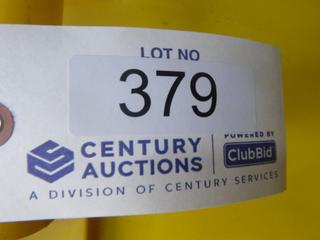 LOT NO
379
CENTURY
AUCTIONS
POWERED BY
ClubBid
A DIVISION OF CENTURY SERVICES